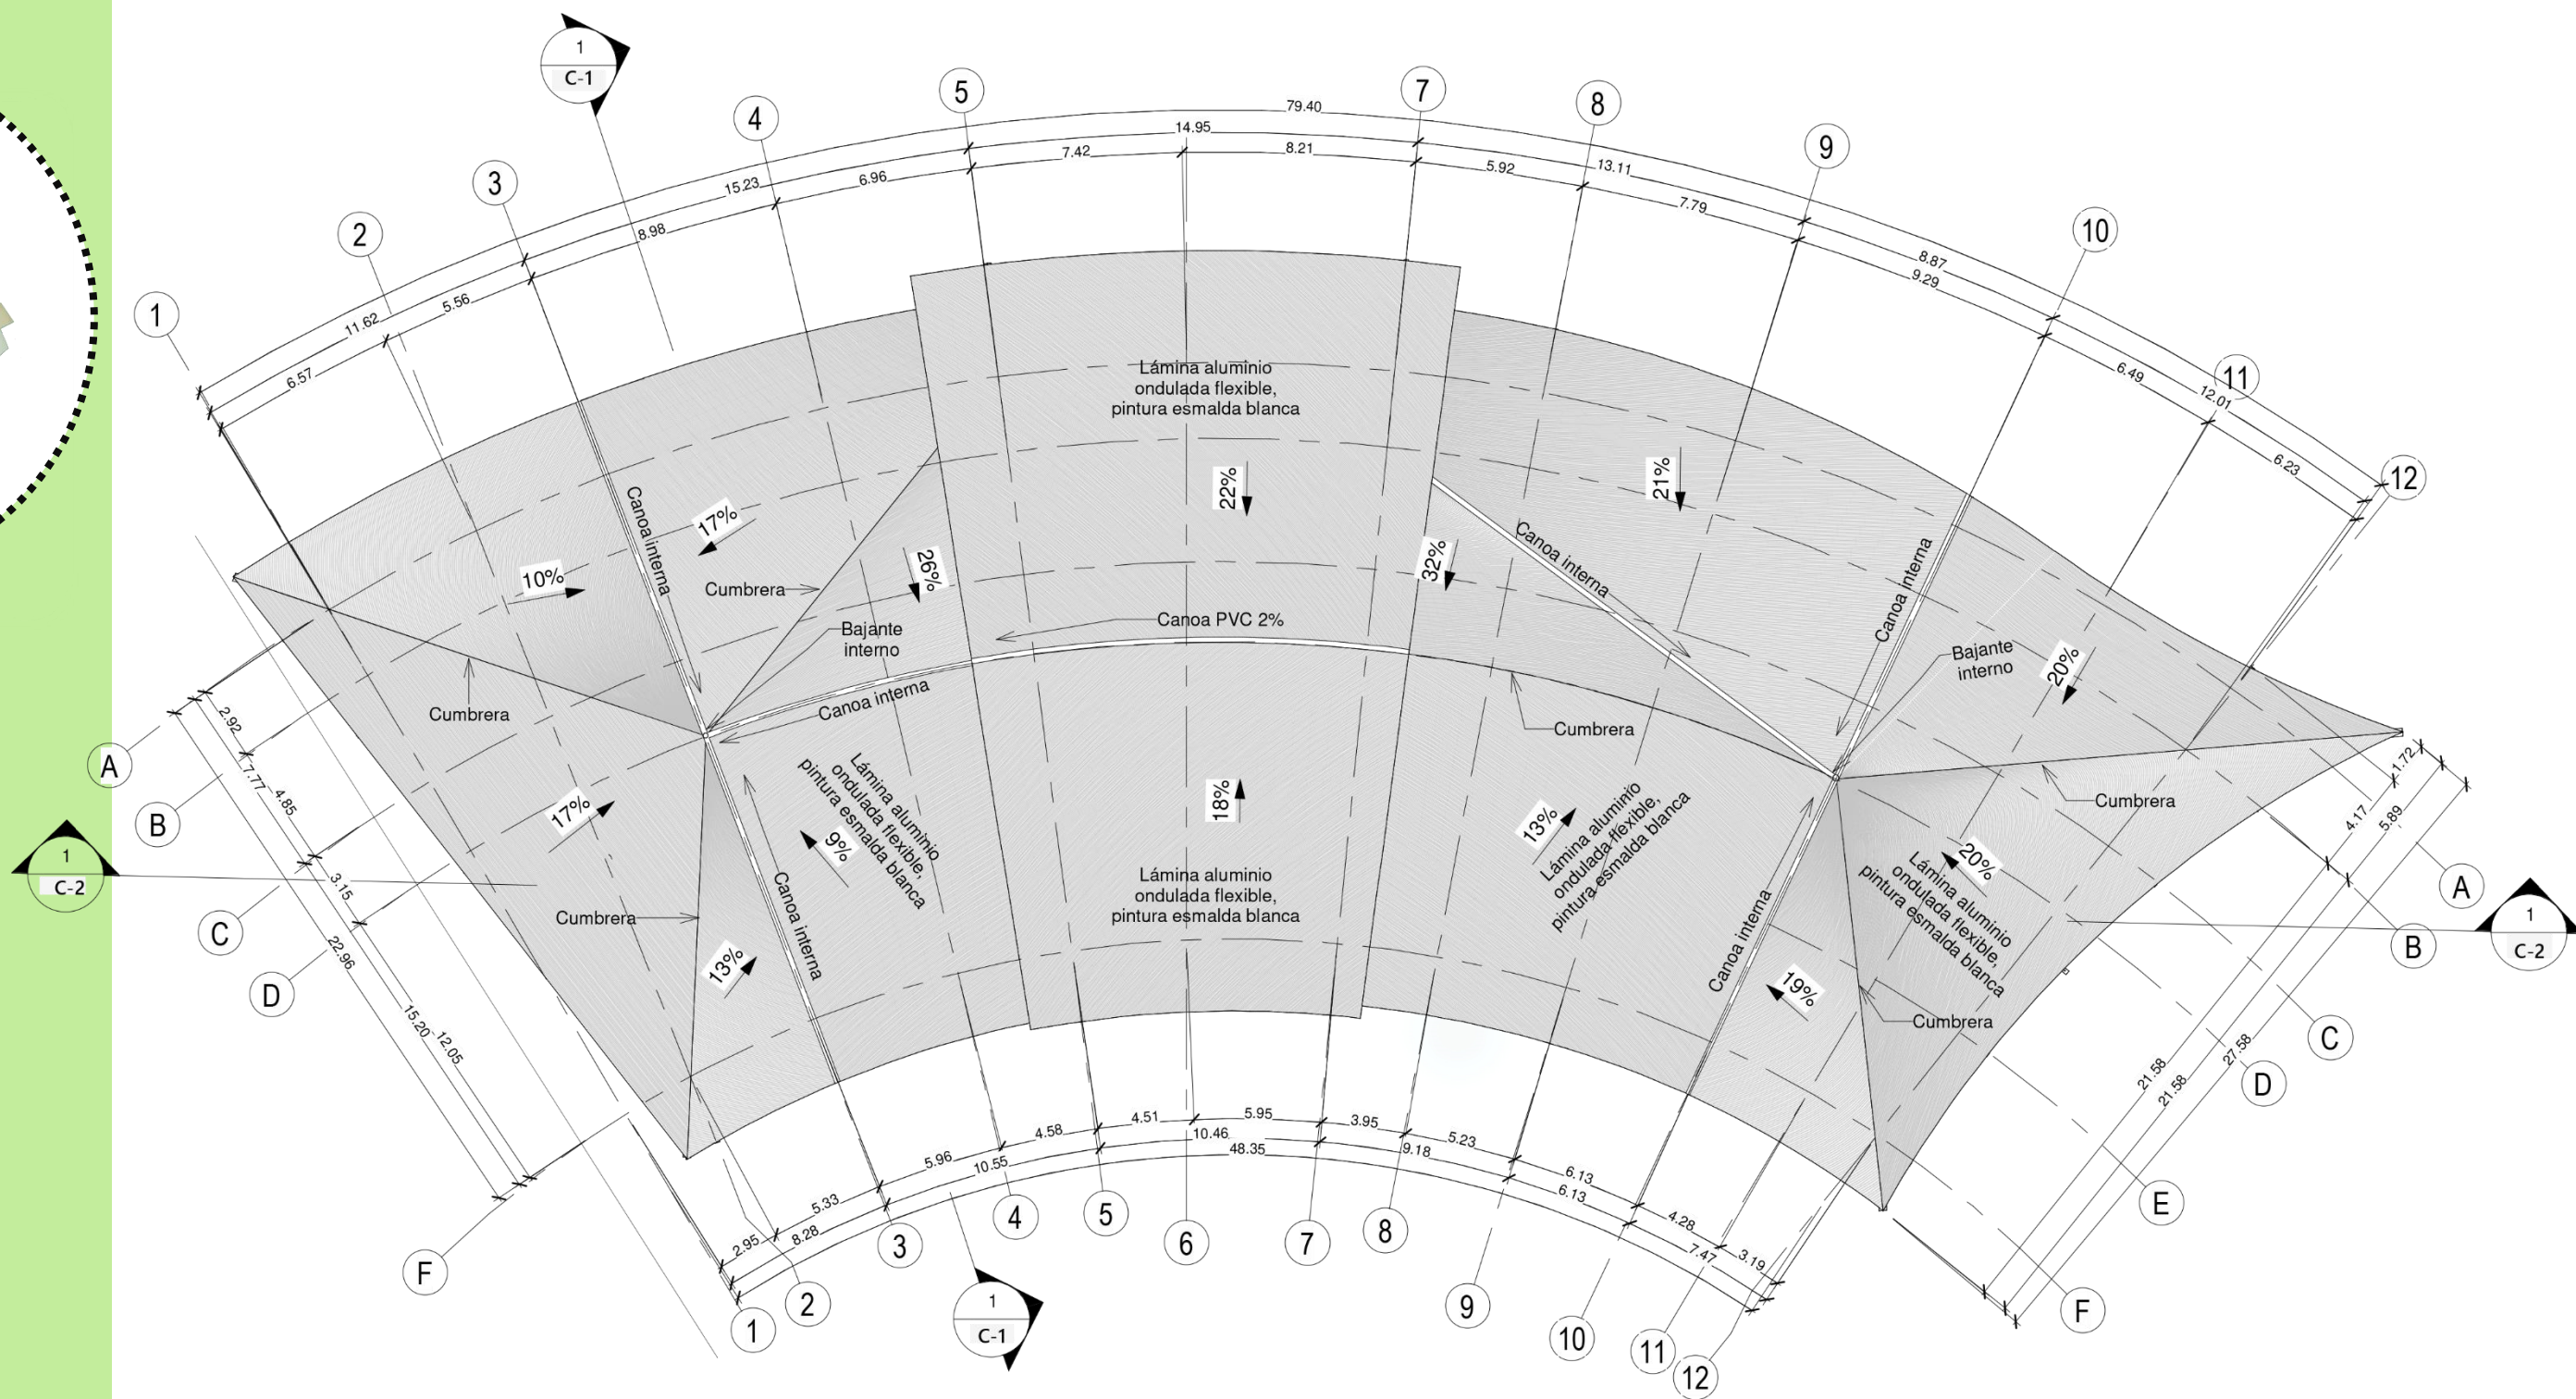 1
C-1
5
7
4
8
9
3
2
10
1
11
12
79.40
14.95
7.42
8.21
15.23
6.96
5.92
13.11
7.79
8.98
11.62
5.56
6.57
8.87
9.29
6.49
12.01
6.23
Lámina aluminio
ondulada flexible,
pintura esmalda blanca
Canoa interna
17%
10%
Cumbrera
26%
22%
21%
32%
Canoa interna
Canoa interna
Canoa PVC 2%
Bajante
interno
Canoa interna
Bajante
interno
20%
Cumbrera
Cumbrera
Cumbrera
A
B
C
D
F
2.92
7.77
4.85
3.15
22.96
15.20
12.05
1
C-2
17%
Cumbrera
13%
Canoa interna
9%
Lámina aluminio
ondulada flexible,
pintura esmalda blanca
18%
Lámina aluminio
ondulada flexible,
pintura esmalda blanca
13%
Lámina aluminio
ondulada flexible,
pintura esmalda blanca
Canoa interna
20%
Lámina aluminio
ondulada flexible,
pintura esmalda blanca
19%
Cumbrera
1.72
4.17
5.89
21.58
21.58
27.58
A
B
C
D
E
F
1
C-2
4.51
5.95
3.95
4.58
10.46
5.23
5.96
10.55
48.35
9.18
6.13
6.13
5.33
2.95
8.28
4.28
7.47
3.19
1
2
3
4
5
6
7
8
9
10
11
12
1
C-1